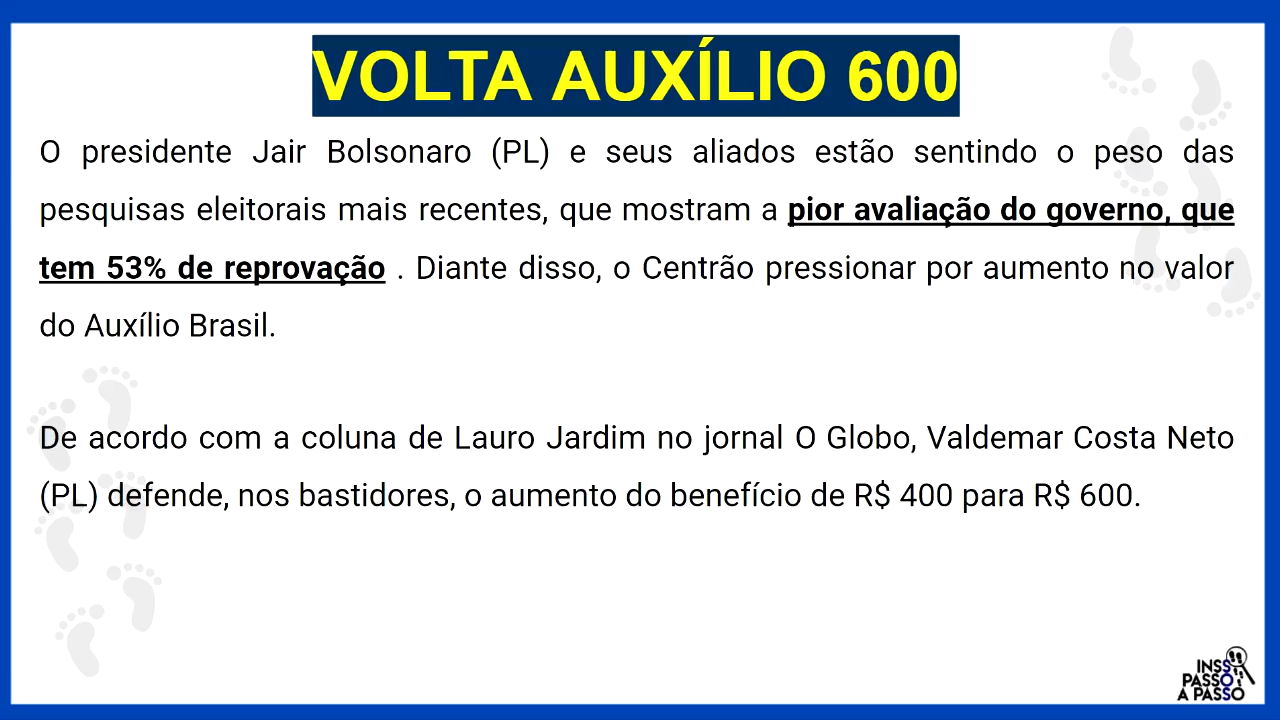 VOLTA AUXÍLIO 600
O presidente Jair Bolsonaro (PL) e seus aliados estão sentindo o peso das
pesquisas eleitorais mais recentes, que mostram a pior avaliação do governo, que
tem 53% de reprovação . Diante disso, o Centrão pressionar por aumento no valor
do Auxílio Brasil.
De acordo com a coluna de Lauro Jardim no jornal O Globo, Valdemar Costa Neto
(PL) defende, nos bastidores, o aumento do benefício de R$ 400 para R$ 600.
INSS
PASSO
A PASSO